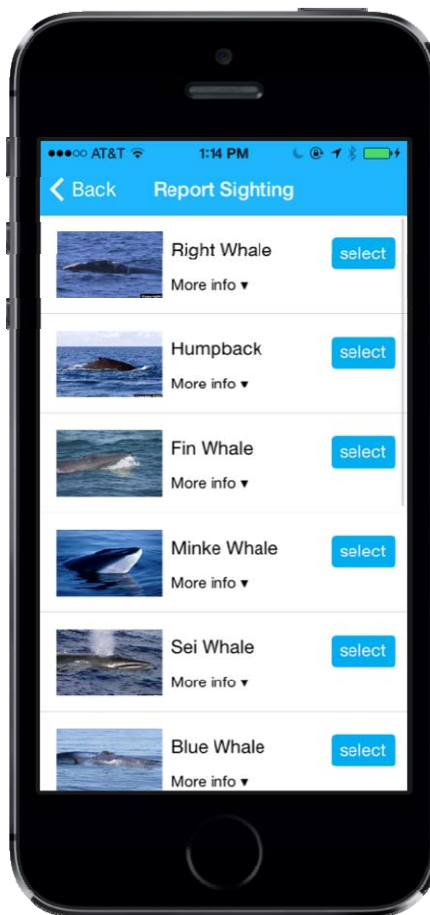 AT&T 1:14 PM
Back Report Sighting
Right Whale
select
More info ▾
Humpback
select
More info ▾
Fin Whale
select
More info ▾
Minke Whale
select
More info ▾
Sei Whale
select
More info ▾
Blue Whale
select
More info ▾